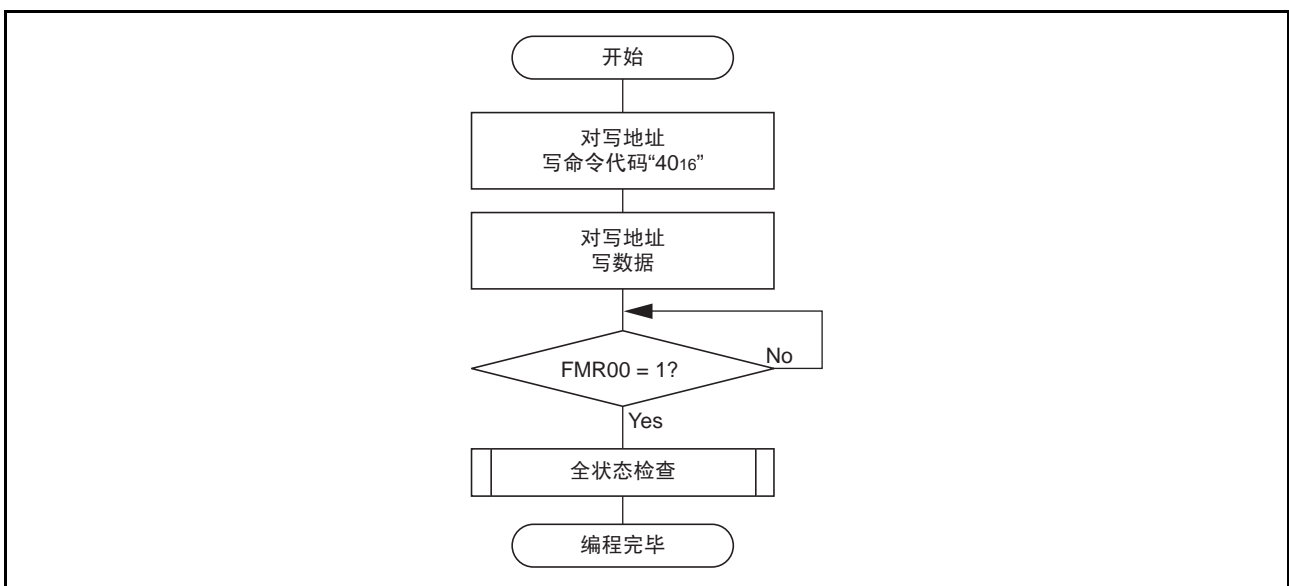 开始
对写地址
写命令代码“4016”
对写地址
写数据
FMR00 = 1?
No
Yes
全状态检查
编程完毕